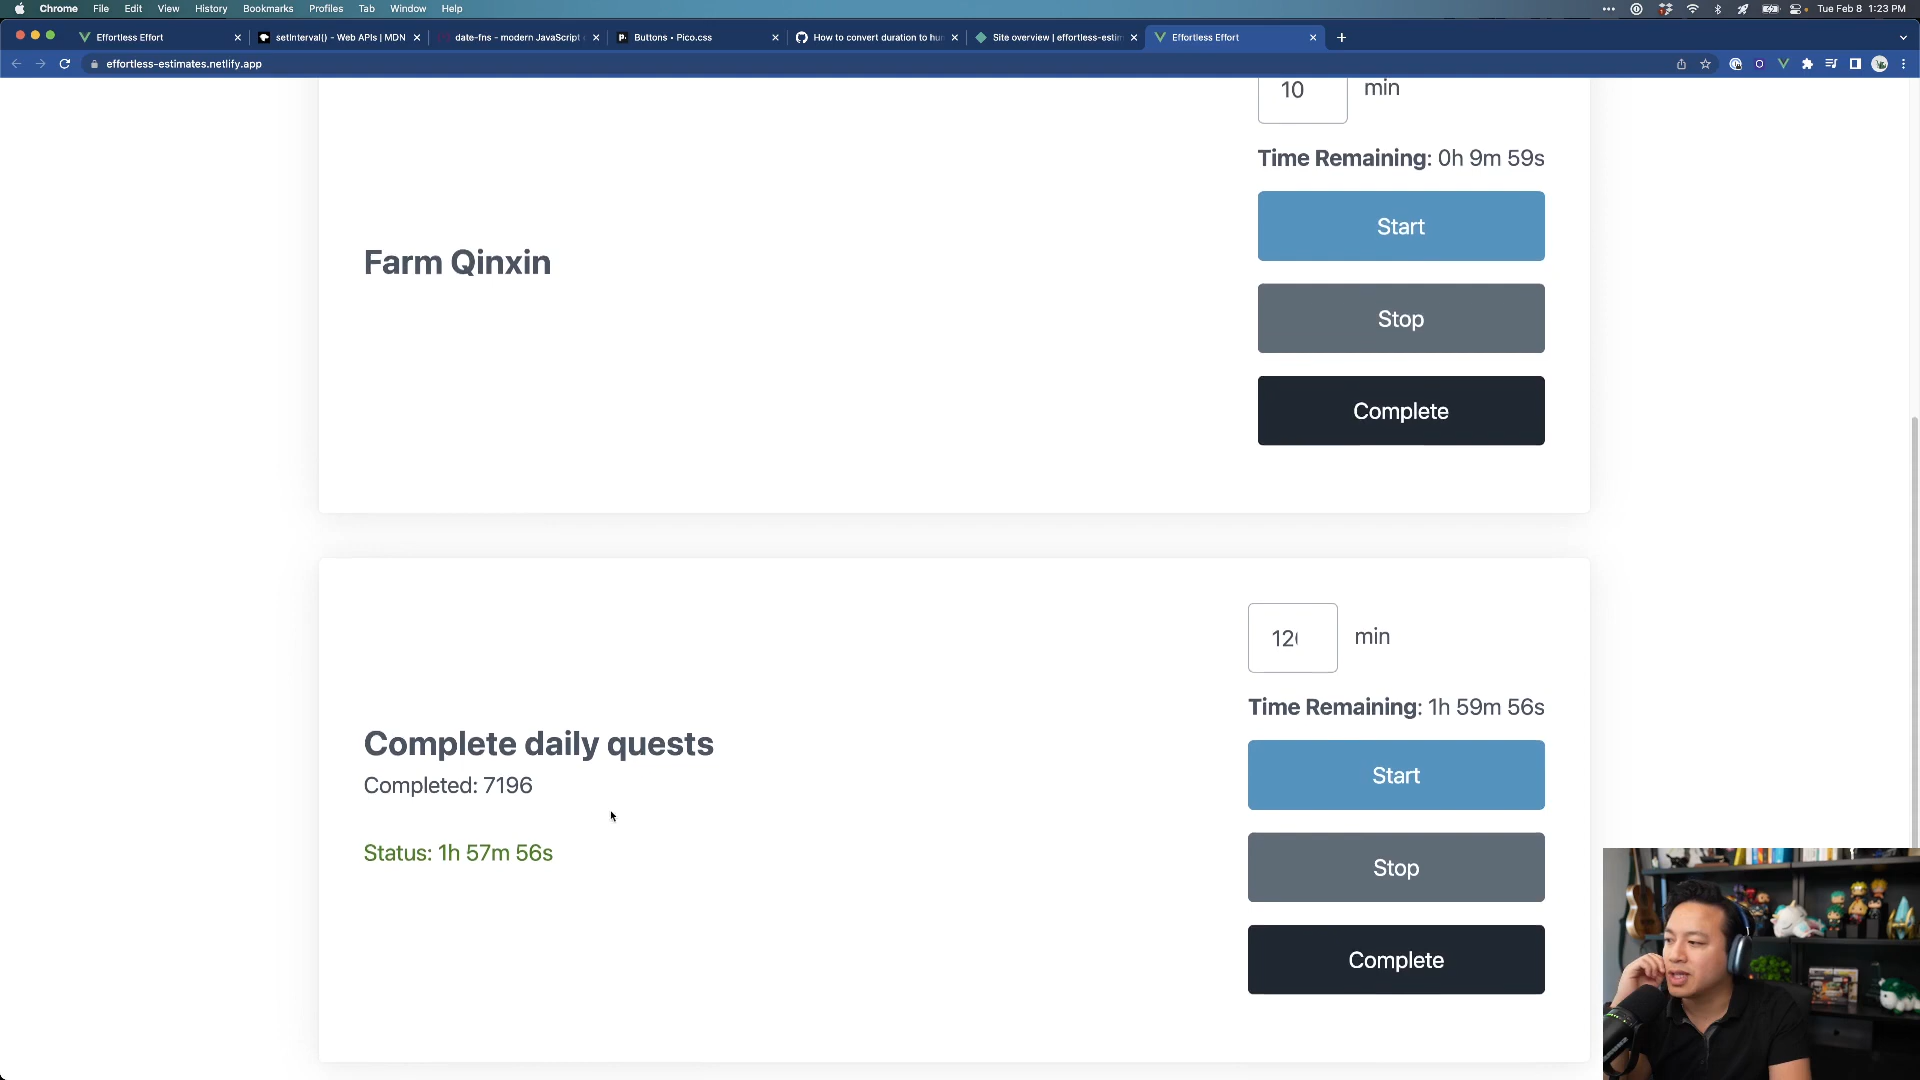 Chrome File Edit View History Bookmarks Profiles Tab Window Help
Tue Feb 8 1:23 PM
Effortless Effort
setInterval() - Web APIs | MDN
date-fns - modern JavaScript
Buttons • Pico.css
How to convert duration to hu
Site overview | effortless-estim
Effortless Effort
effortless-estimates.netlify.app
10 min
Time Remaining: 0h 9m 59s
Start
Farm Qinxin
Stop
Complete
12 min
Time Remaining: 1h 59m 56s
Complete daily quests
Start
Completed: 7196
Status: 1h 57m 56s
Stop
Complete